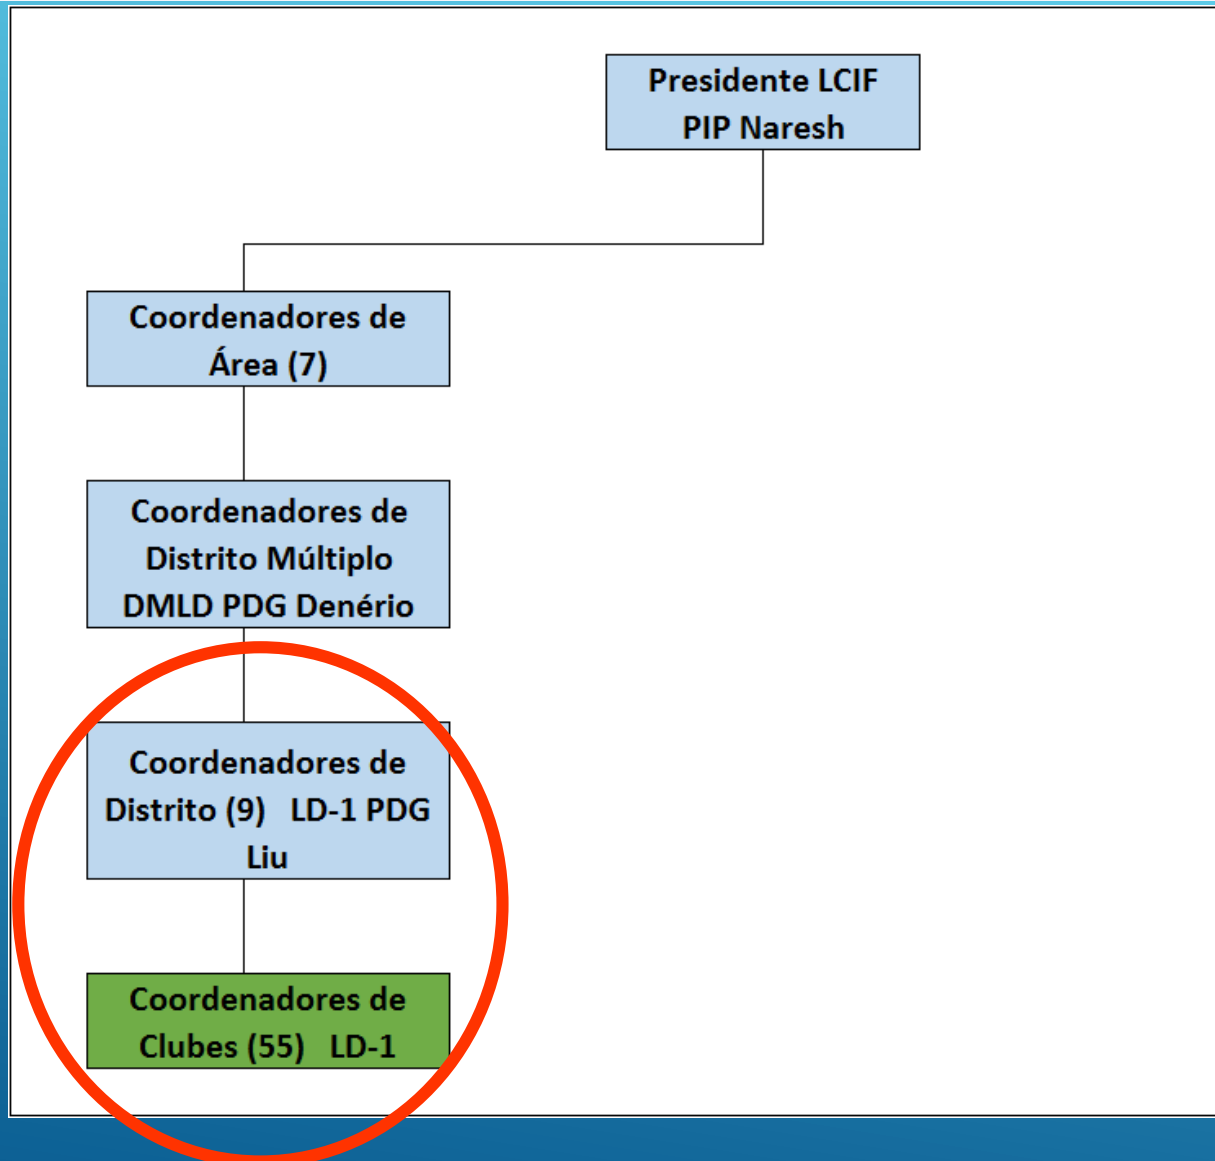 Presidente LCIF
PIP Naresh
Coordenadores de
Área (7)
Coordenadores de
Distrito Múltiplo
DMLD PDG Denério
Coordenadores de
Distrito (9)   LD-1 PDG
Liu
Coordenadores de
Clubes (55)   LD-1